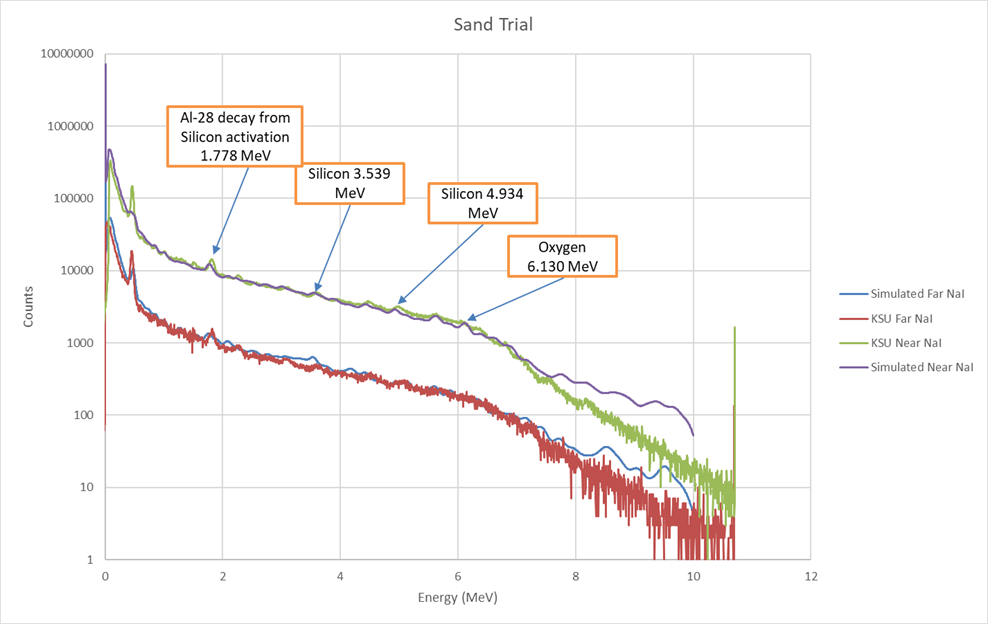 Sand Trial
10000000
1000000
100000
10000
1000
100
10
1
Counts
Al-28 decay from
Silicon activation
1.778 MeV
Silicon 3.539
MeV
Silicon 4.934
MeV
Oxygen
6.130 MeV
Simulated Far NaI
KSU Far NaI
KSU Near NaI
Simulated Near NaI
0 2 4 6 8 10 12
Energy (MeV)